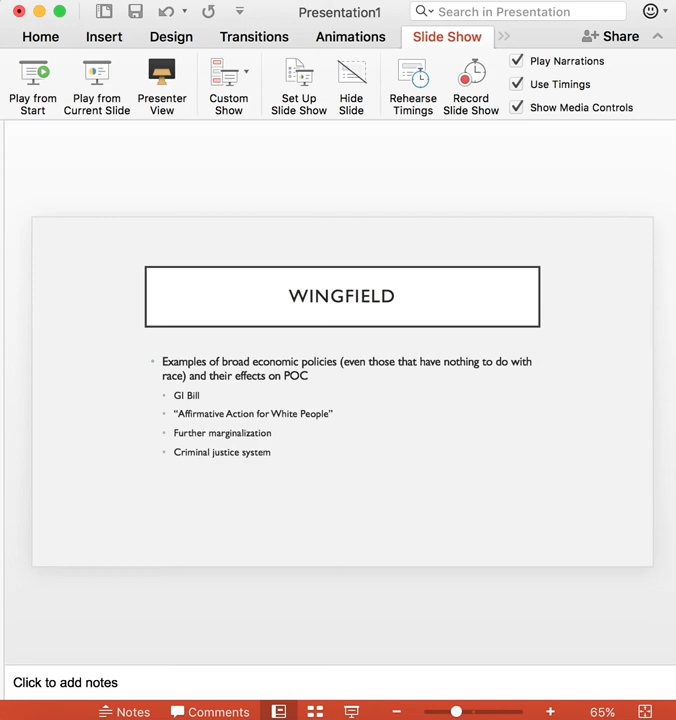 Presentation1
Search in Presentation
Home Insert Design Transitions Animations Slide Show Share
Play from Start
Play from Current Slide
Presenter View
Custom Show
Set Up Slide Show
Hide Slide
Rehearse Timings
Record Slide Show
Play Narrations
Use Timings
Show Media Controls
WINGFIELD
Examples of broad economic policies (even those that have nothing to do with
race) and their effects on POC
GI Bill
“Affirmative Action for White People”
Further marginalization
Criminal justice system
Click to add notes
Notes Comments 65%